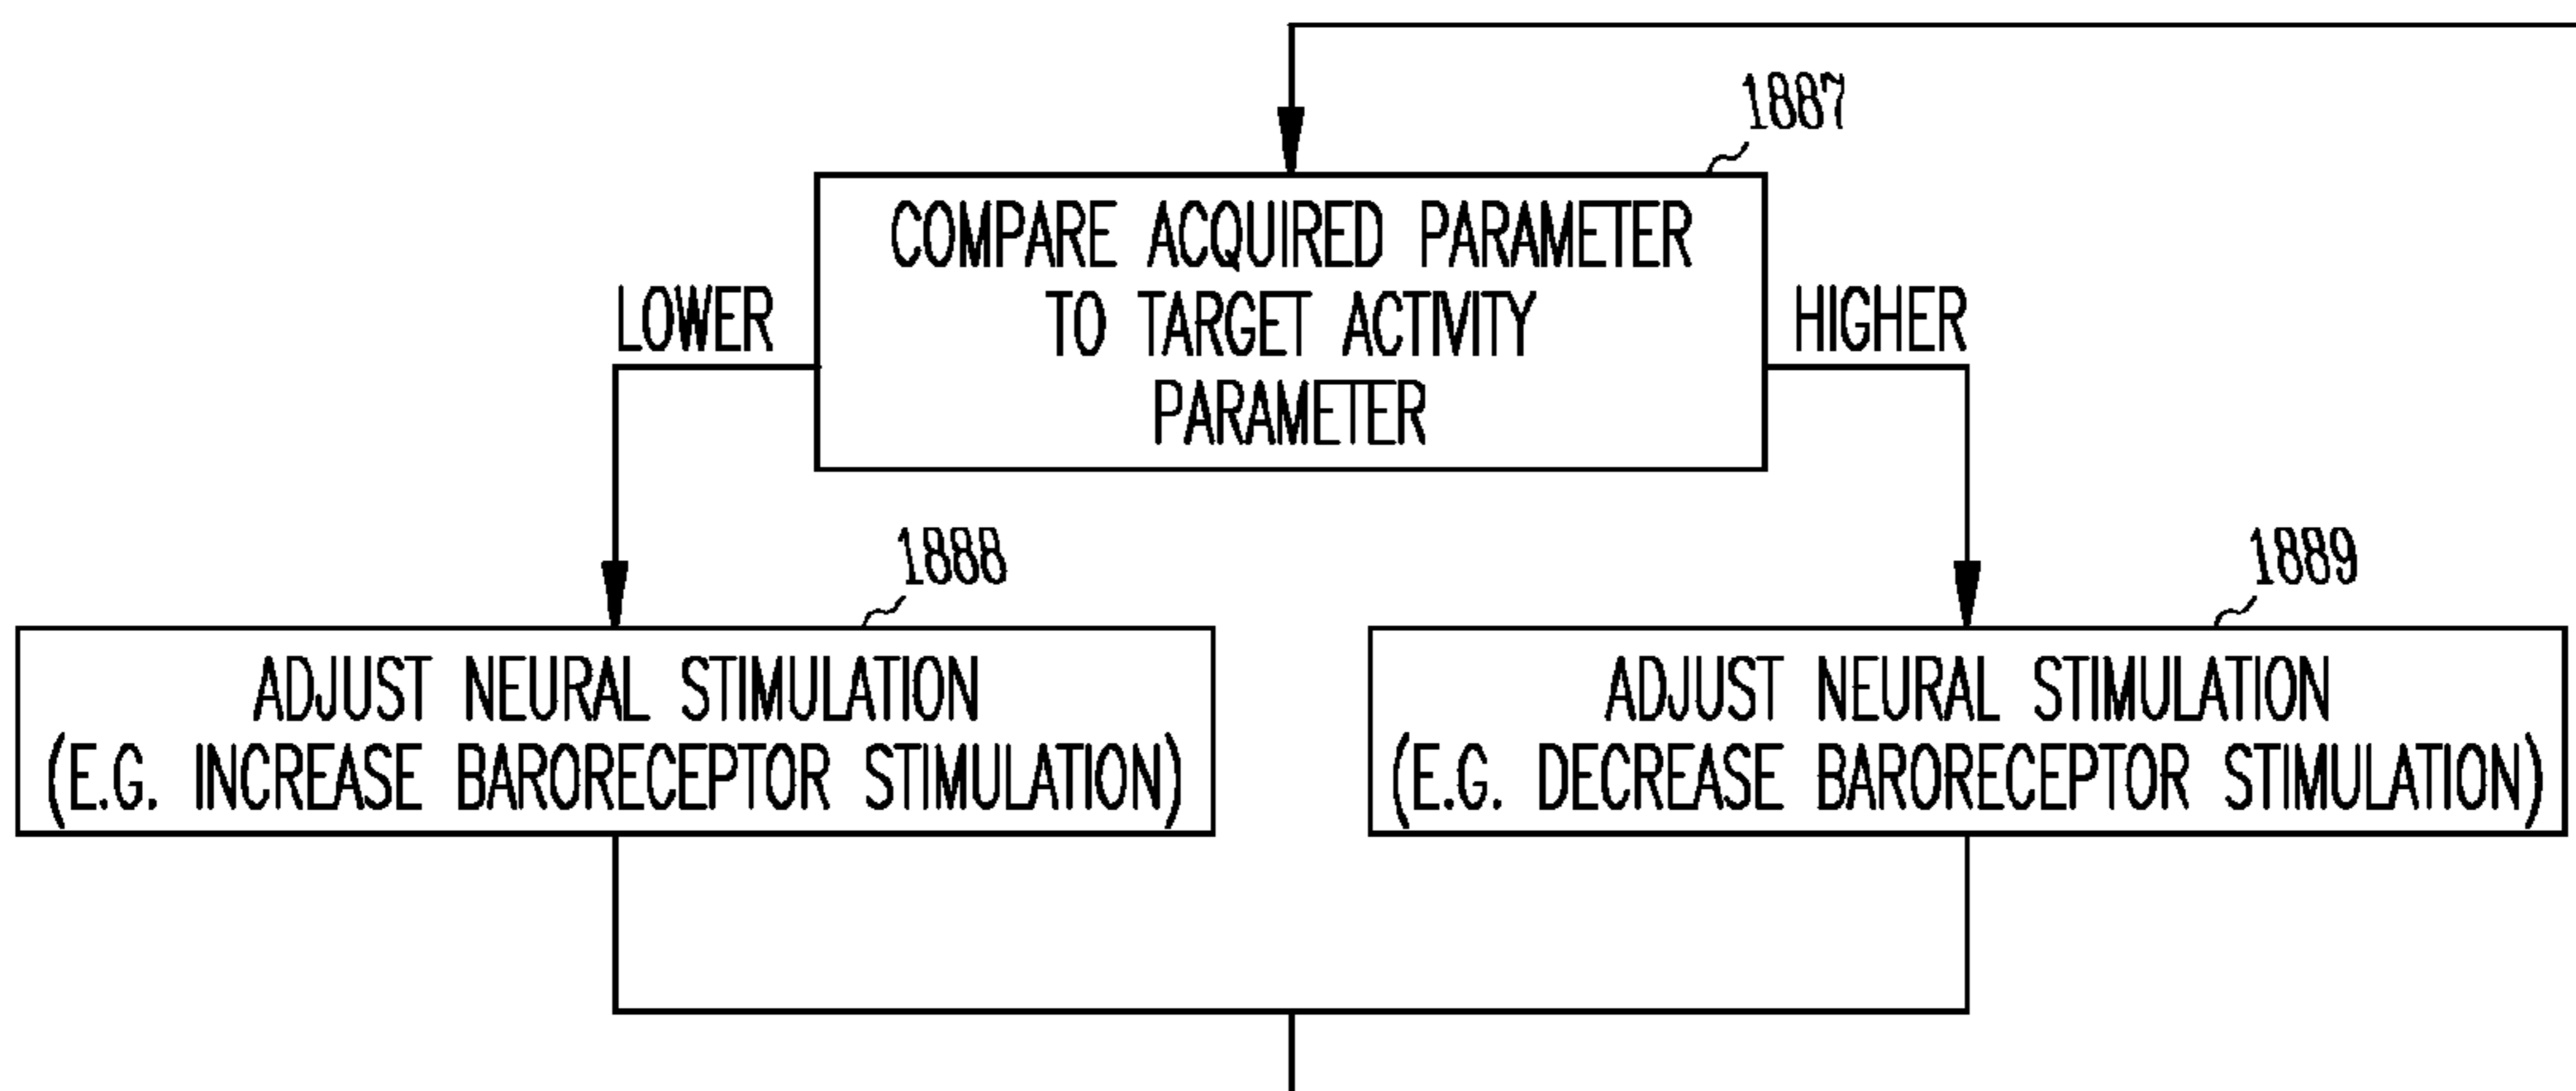 1887
COMPARE ACQUIRED PARAMETER
TO TARGET ACTIVITY
PARAMETER
LOWER
HIGHER
1888
ADJUST NEURAL STIMULATION
(E.G. INCREASE BARORECEPTOR STIMULATION)
1889
ADJUST NEURAL STIMULATION
(E.G. DECREASE BARORECEPTOR STIMULATION)